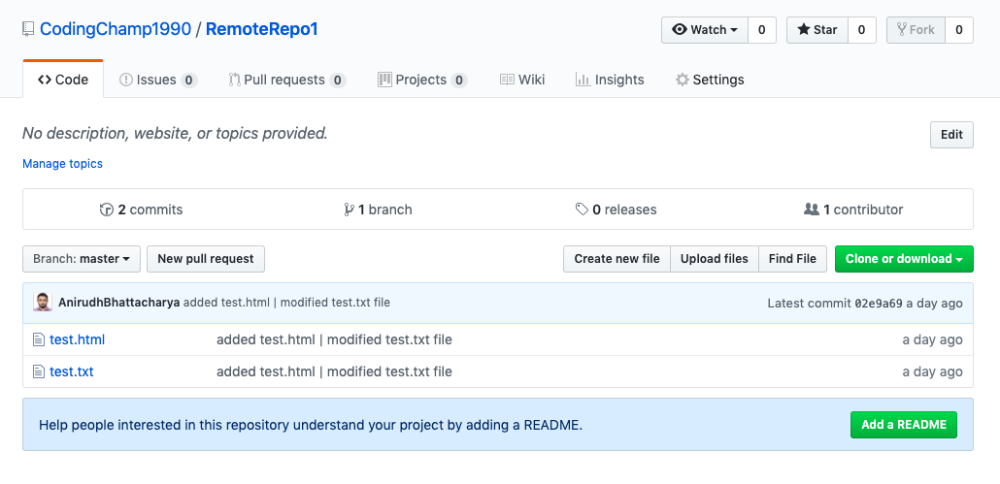 CodingChamp1990 / RemoteRepo1 Watch 0 Star 0 Fork 0
Code Issues 0 Pull requests 0 Projects 0 Wiki Insights Settings
No description, website, or topics provided. Edit
Manage topics
2 commits 1 branch 0 releases 1 contributor
Branch: master New pull request Create new file Upload files Find File Clone or download
AnirudhBhattacharya added test.html | modified test.txt file Latest commit 02e9a69 a day ago
test.html added test.html | modified test.txt file a day ago
test.txt added test.html | modified test.txt file a day ago
Help people interested in this repository understand your project by adding a README. Add a README